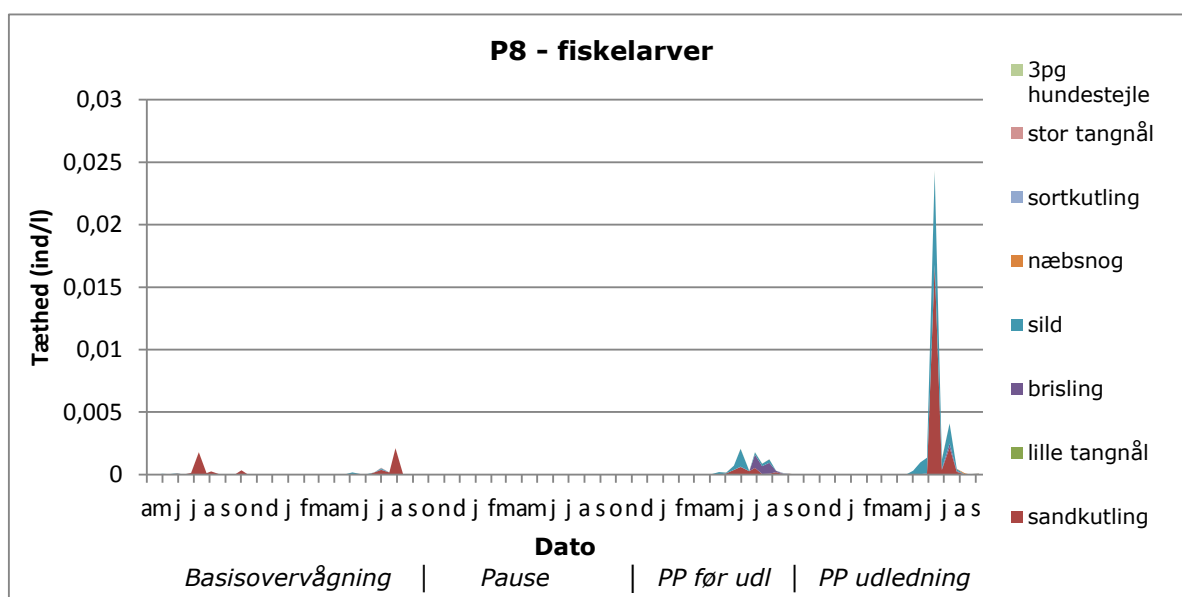 P8 - fiskelarver
0,03
0,025
0,02
0,015
0,01
0,005
0
Tæthed (ind/l)
a m j j a s o n d j f m a m j j a s o n d j f m a m j j a s o n d j f m a m j j a s o n d j f m a m j j a s
Dato
Basisovervågning | Pause | PP før udl | PP udledning
3pg
hundestejle
stor tangnål
sortkutling
næbsnog
sild
brisling
lille tangnål
sandkutling